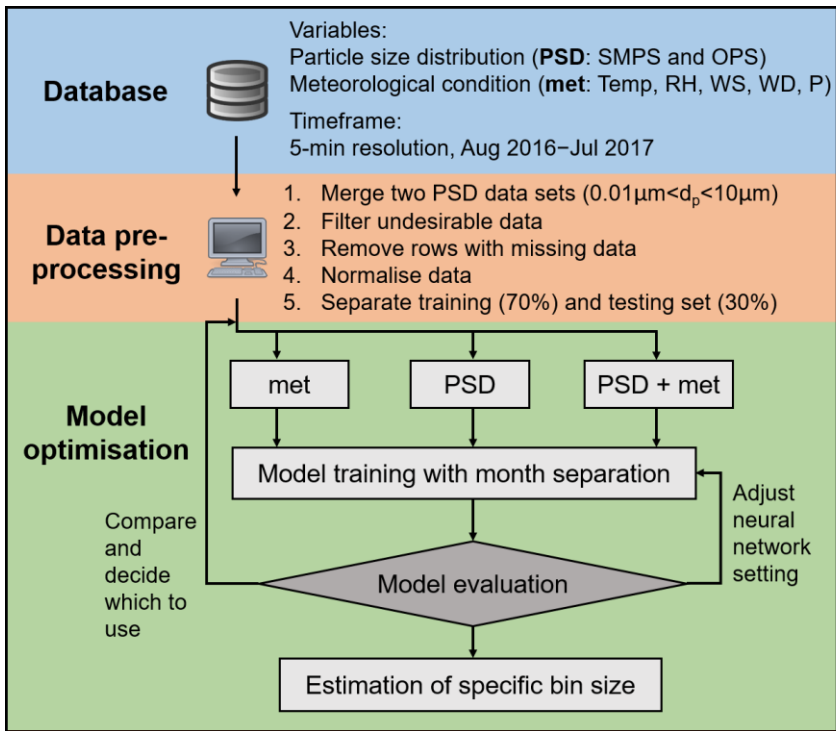 Database
Variables:
Particle size distribution (PSD: SMPS and OPS)
Meteorological condition (met: Temp, RH, WS, WD, P)
Timeframe:
5-min resolution, Aug 2016−Jul 2017
Data pre-
processing
1. Merge two PSD data sets (0.01µm<dp<10µm)
2. Filter undesirable data
3. Remove rows with missing data
4. Normalise data
5. Separate training (70%) and testing set (30%)
Model
optimisation
met
PSD
PSD + met
Model training with month separation
Compare
and
decide
which to
use
Adjust
neural
network
setting
Model evaluation
Estimation of specific bin size